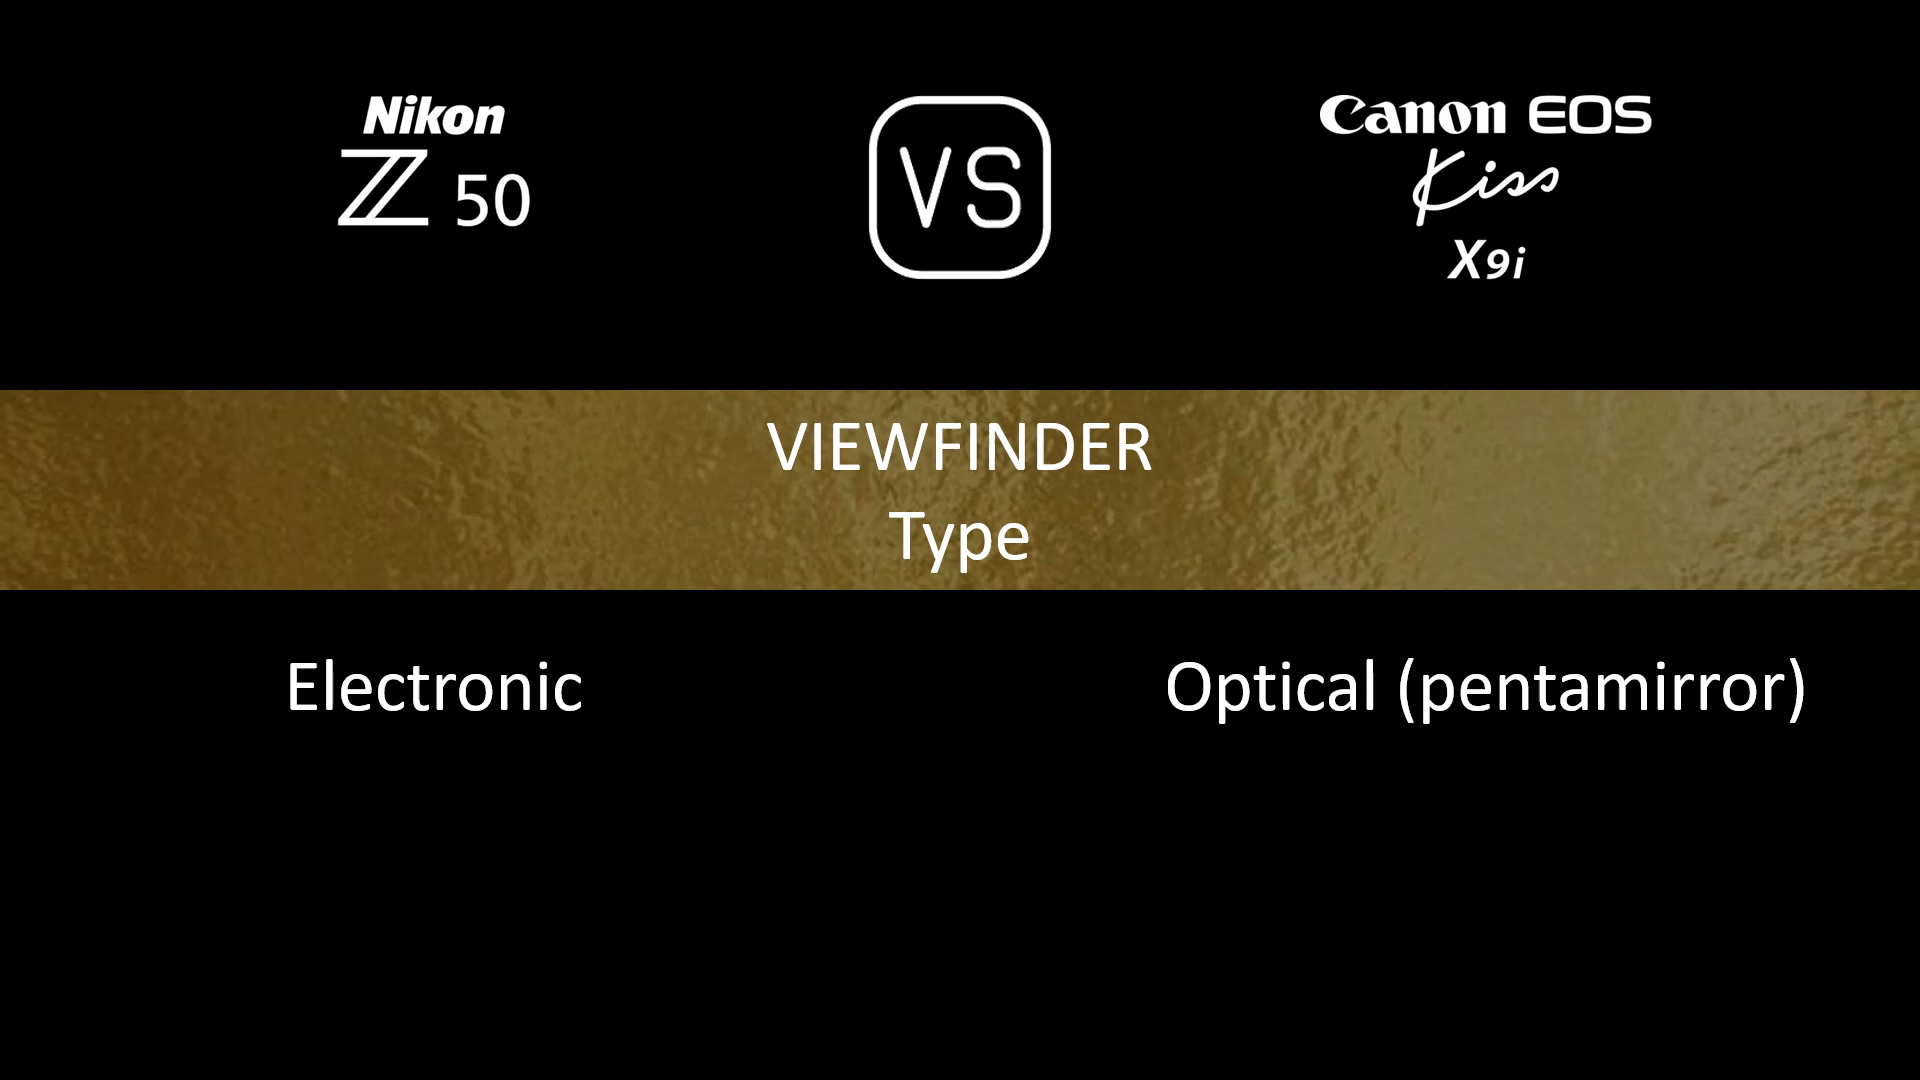 Nikon
Z 50
VS
Canon EOS
Kiss
X9i
VIEWFINDER
Type
Electronic
Optical (pentamirror)